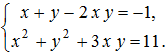 x + y − 2xy = −1,
x² + y² + 3xy = 11.